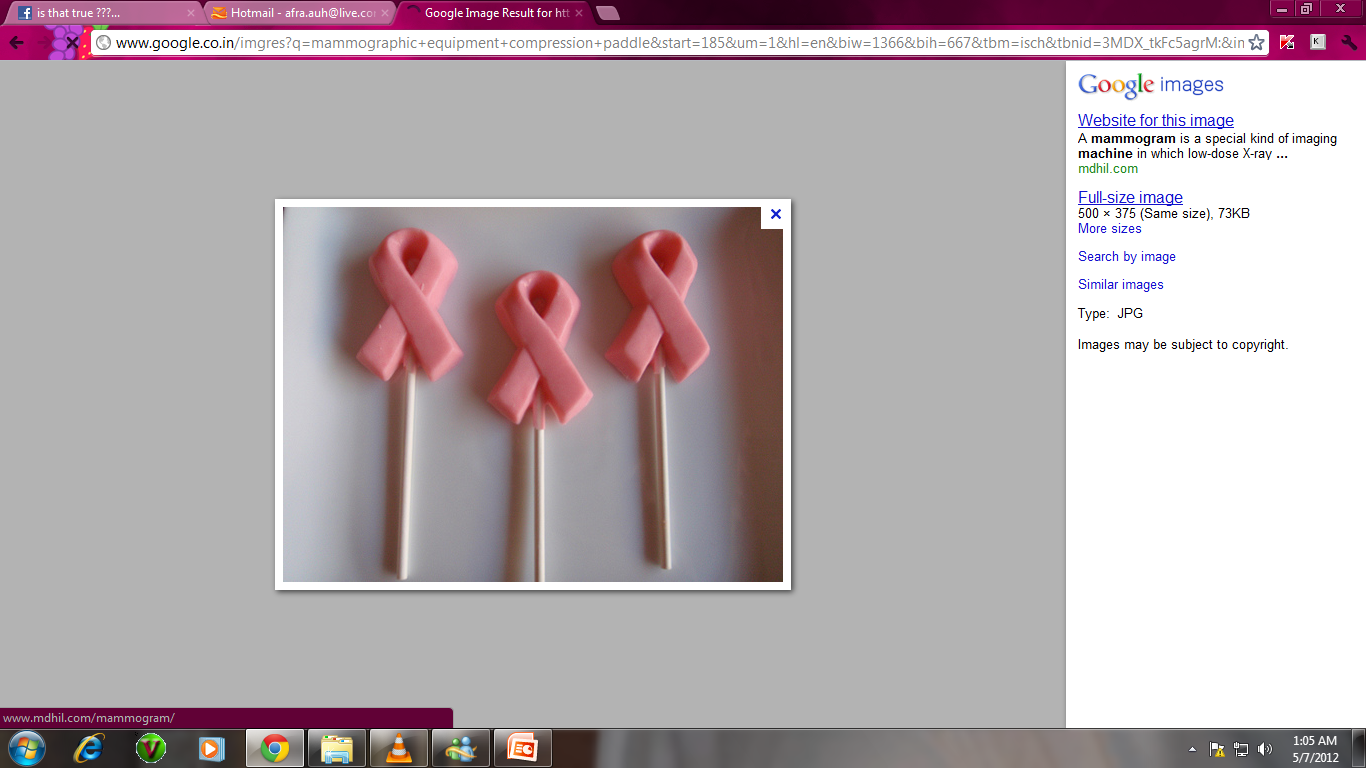 is that true ???...
Hotmail - afra.auh@live.co
Google Image Result for htt
www.google.co.in/imgres?q=mammographic+equipment+compression+paddle&start=185&um=1&hl=en&biw=1366&bih=667&tbm=isch&tbnid=3MDX_tkFc5agrM:&in
K
Google images
Website for this image
A mammogram is a special kind of imaging
machine in which low-dose X-ray ...
mdhil.com
Full-size image
500 × 375 (Same size), 73KB
More sizes
Search by image
Similar images
Type: JPG
Images may be subject to copyright.
www.mdhil.com/mammogram/
1:05 AM
5/7/2012